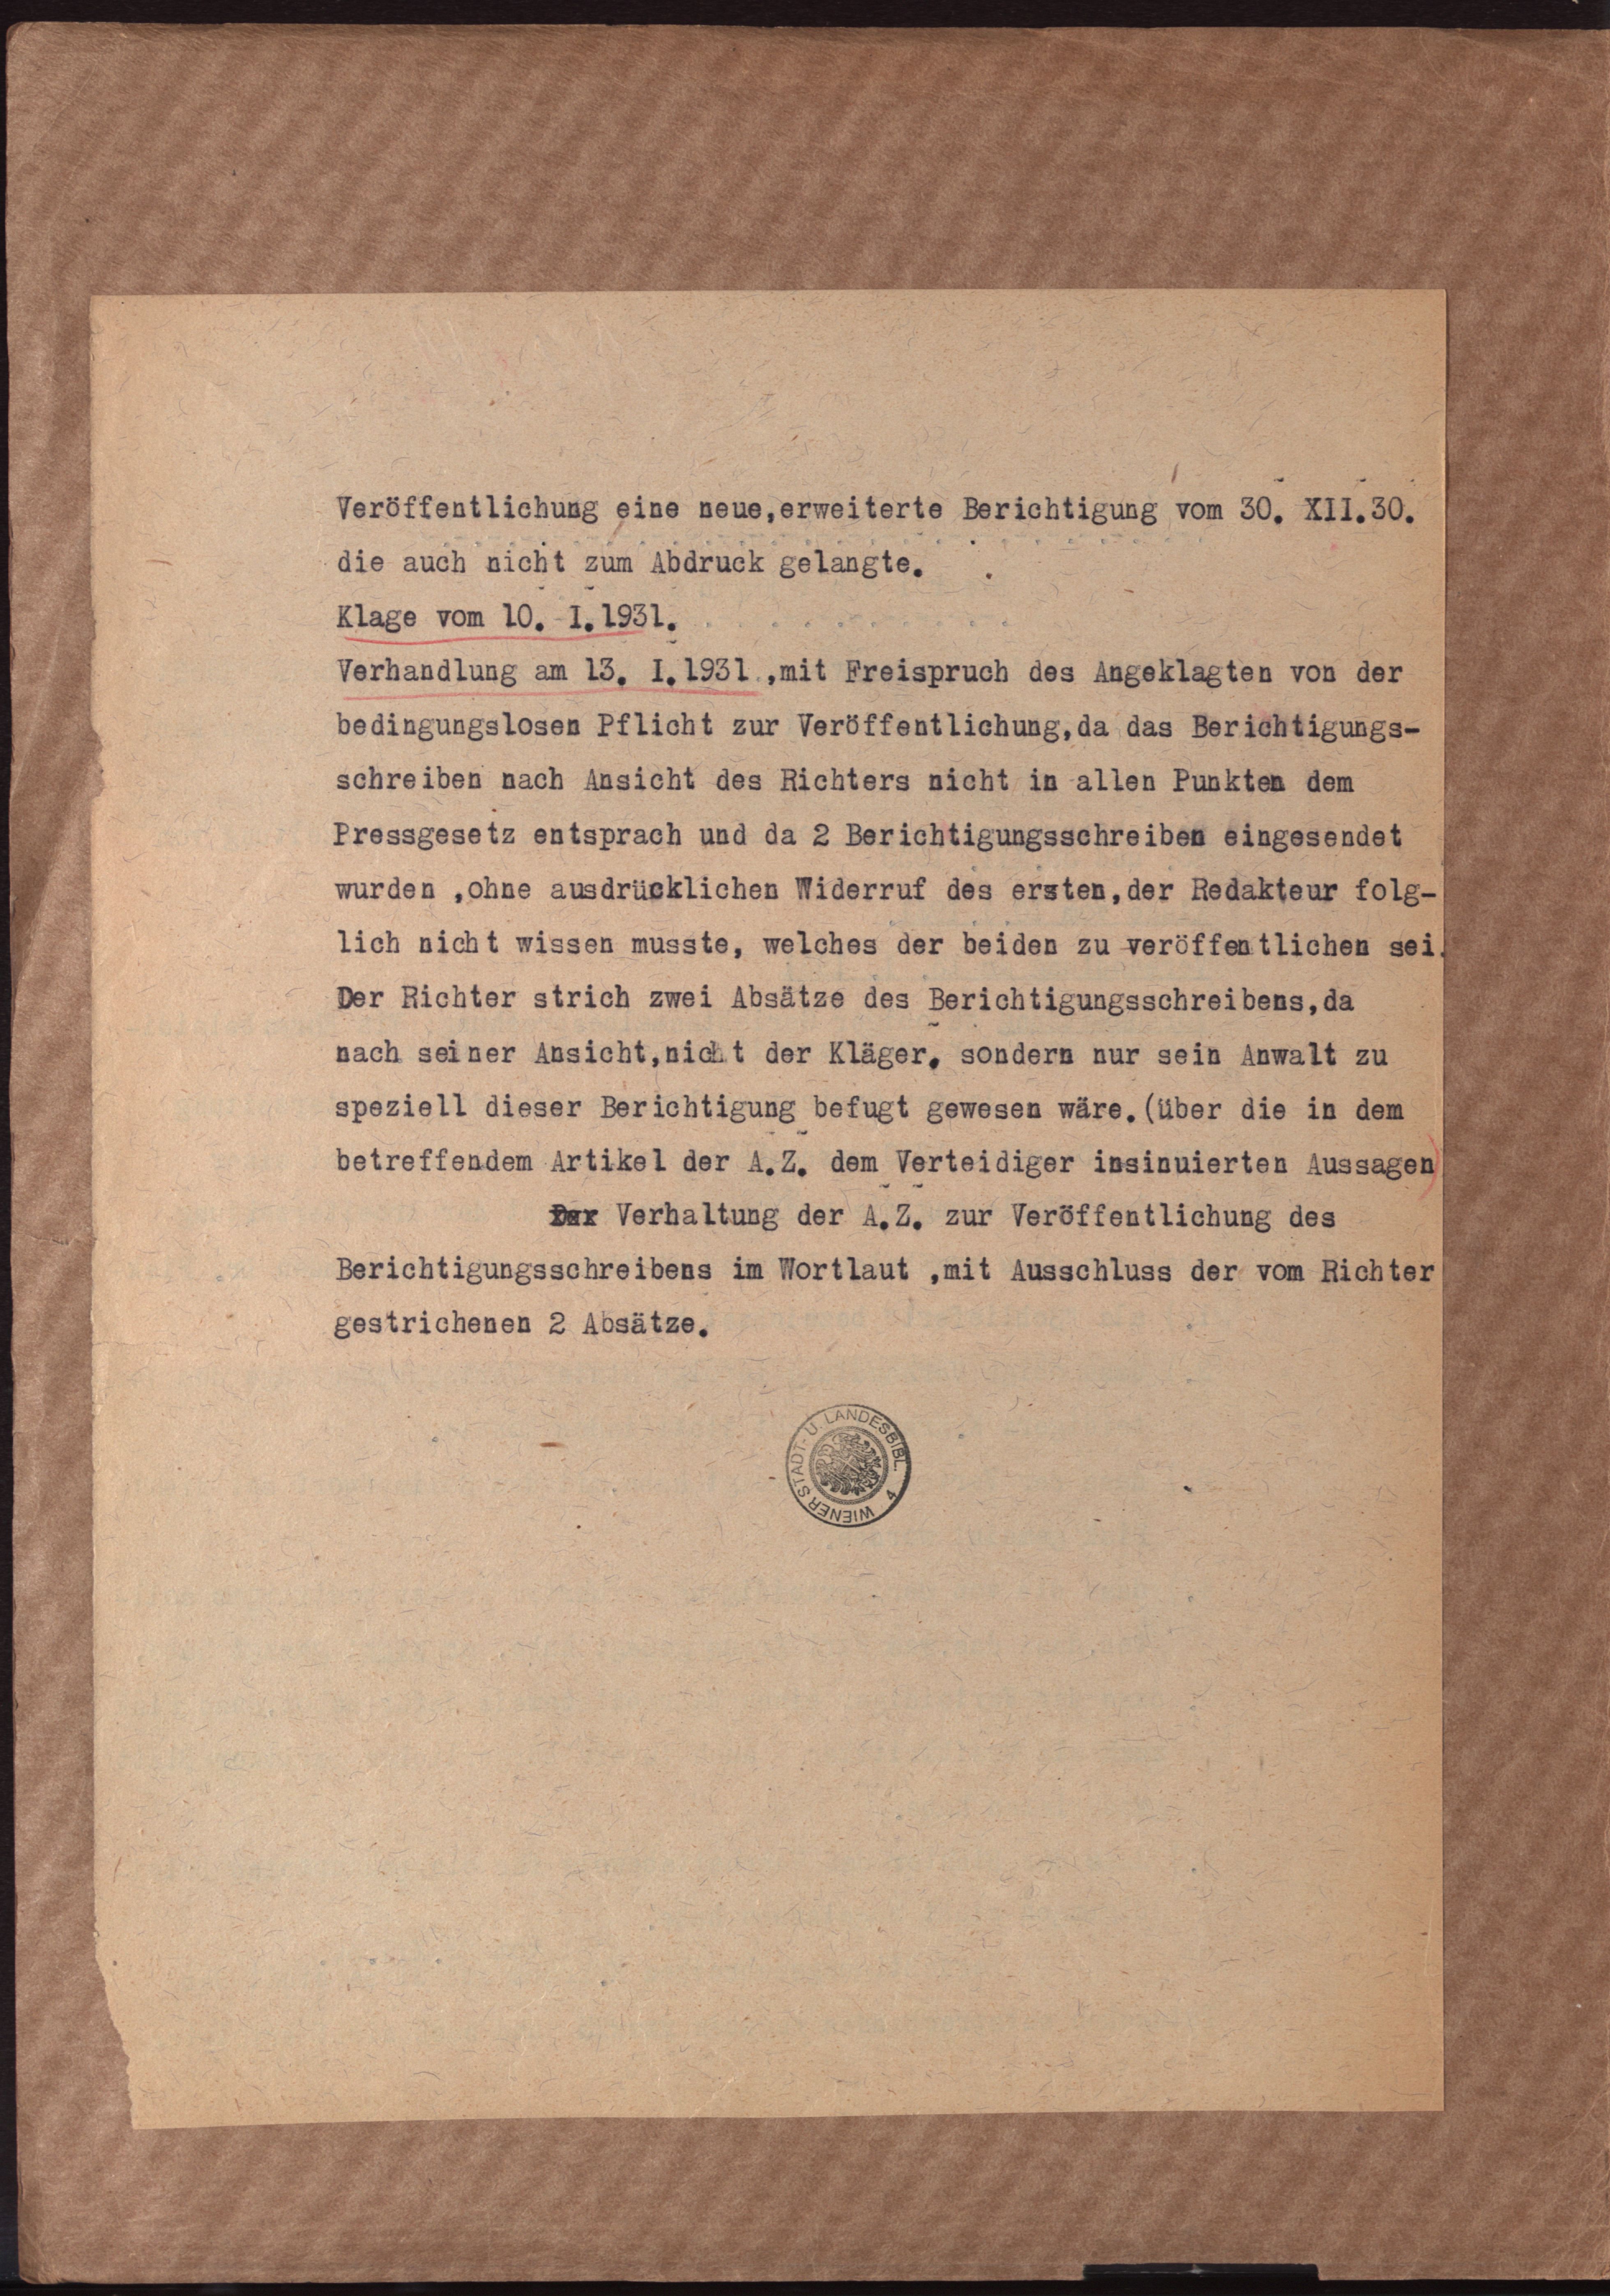 Veröffentlichung eine neue,erweiterte Berichtigung vom 30. XII.30.
die auch nicht zum Abdruck gelangte.
Klage vom 10. I.1931.
Verhandlung am 13. I.1931.,mit Freispruch des Angeklagten von der
bedingungslosen Pflicht zur Veröffentlichung,da das Berichtigungs-
schreiben nach Ansicht des Richters nicht in allen Punkten dem
Pressgesetz entsprach und da 2 Berichtigungsschreiben eingesendet
wurden ,ohne ausdrücklichen Widerruf des ersten,der Redakteur folg-
lich nicht wissen musste, welches der beiden zu veröffentlichen sei.
Der Richter strich zwei Absätze des Berichtigungsschreibens,da
nach seiner Ansicht,nicht der Kläger, sondern nur sein Anwalt zu
speziell dieser Berichtigung befugt gewesen wäre.(über die in dem
betreffendem Artikel der A.Z. dem Verteidiger insinuierten Aussagen)
Verhaltung der A.Z. zur Veröffentlichung des
Berichtigungsschreibens im Wortlaut ,mit Ausschluss der vom Richter
gestrichenen 2 Absätze.
WIENER STADT- U. LANDESBIBL. 4